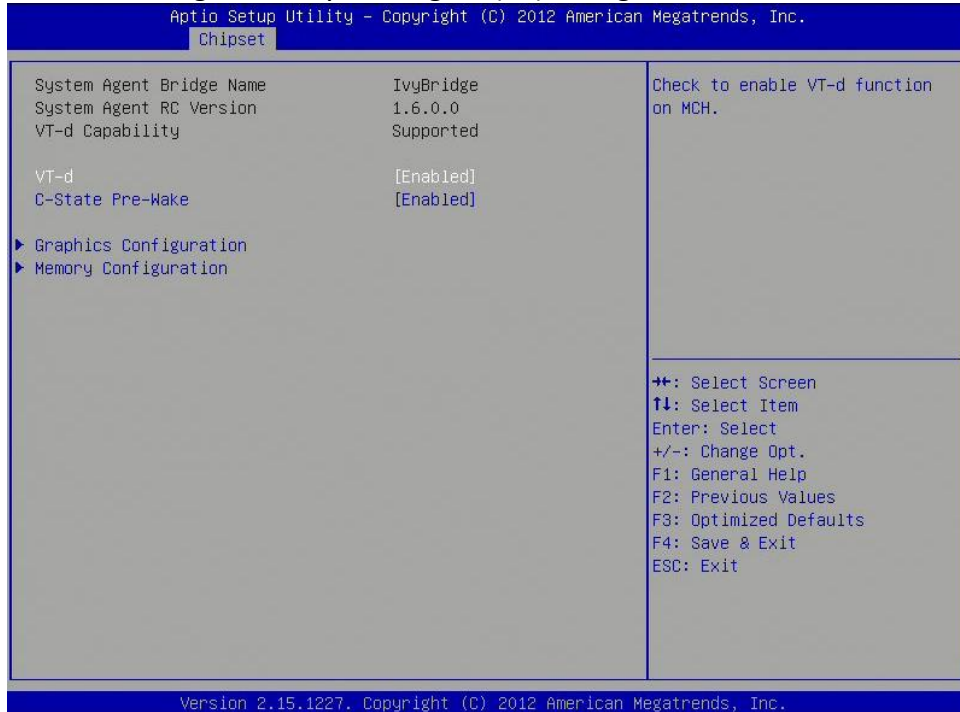 Aptio Setup Utility – Copyright (C) 2012 American Megatrends, Inc.
Chipset
System Agent Bridge Name IvyBridge
System Agent RC Version 1.6.0.0
VT-d Capability Supported
VT-d [Enabled]
C-State Pre-Wake [Enabled]
▶ Graphics Configuration
▶ Memory Configuration
Check to enable VT-d function
on MCH.
→←: Select Screen
↑↓: Select Item
Enter: Select
+/-: Change Opt.
F1: General Help
F2: Previous Values
F3: Optimized Defaults
F4: Save & Exit
ESC: Exit
Version 2.15.1227. Copyright (C) 2012 American Megatrends, Inc.